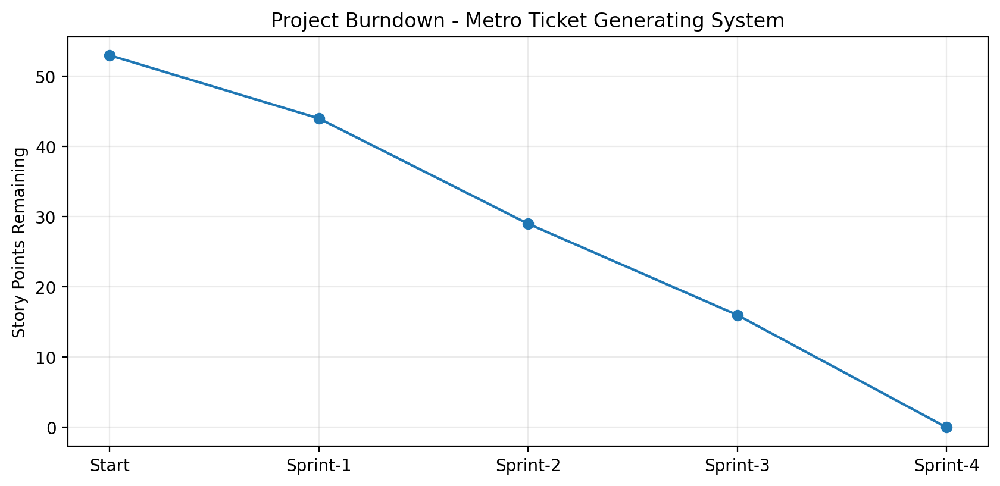 Project Burndown - Metro Ticket Generating System
Story Points Remaining
50
40
30
20
10
0
Start
Sprint-1
Sprint-2
Sprint-3
Sprint-4